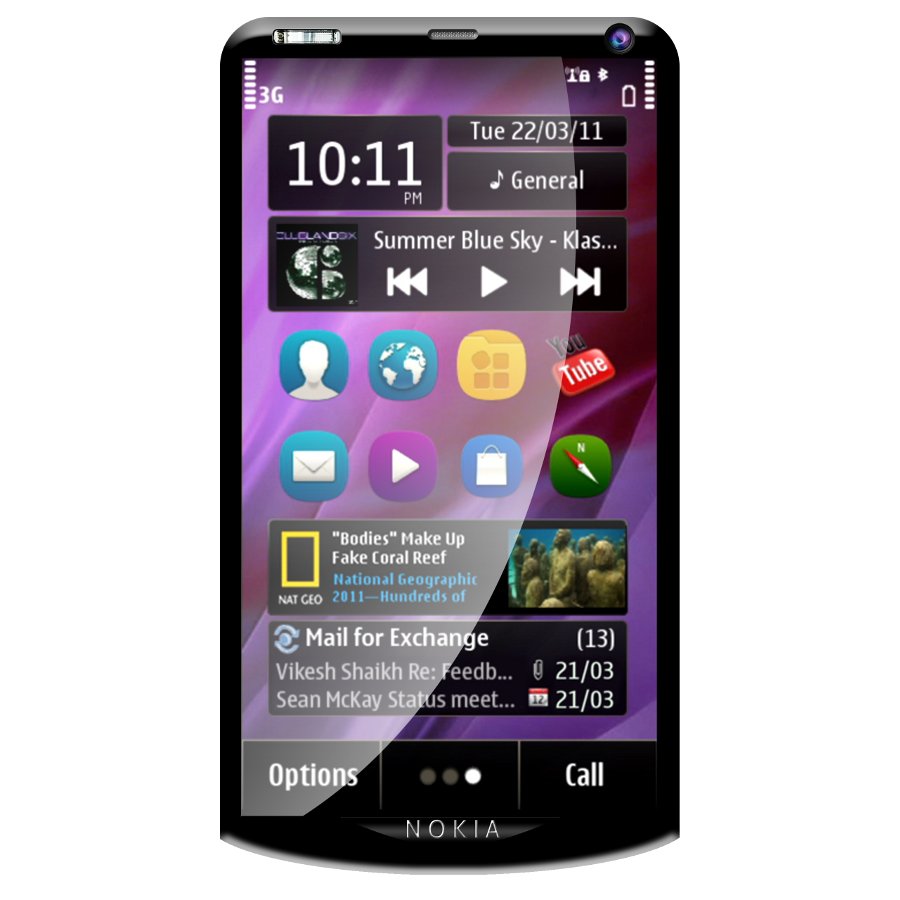 3G
10:11
PM
Tue 22/03/11
General
Summer Blue Sky - Klas...
You
Tube
N
"Bodies" Make Up
Fake Coral Reef
National Geographic
2011—Hundreds of
NAT GEO
Mail for Exchange (13)
Vikesh Shaikh Re: Feedb... 21/03
Sean McKay Status meet... 12 21/03
Options
Call
NOKIA